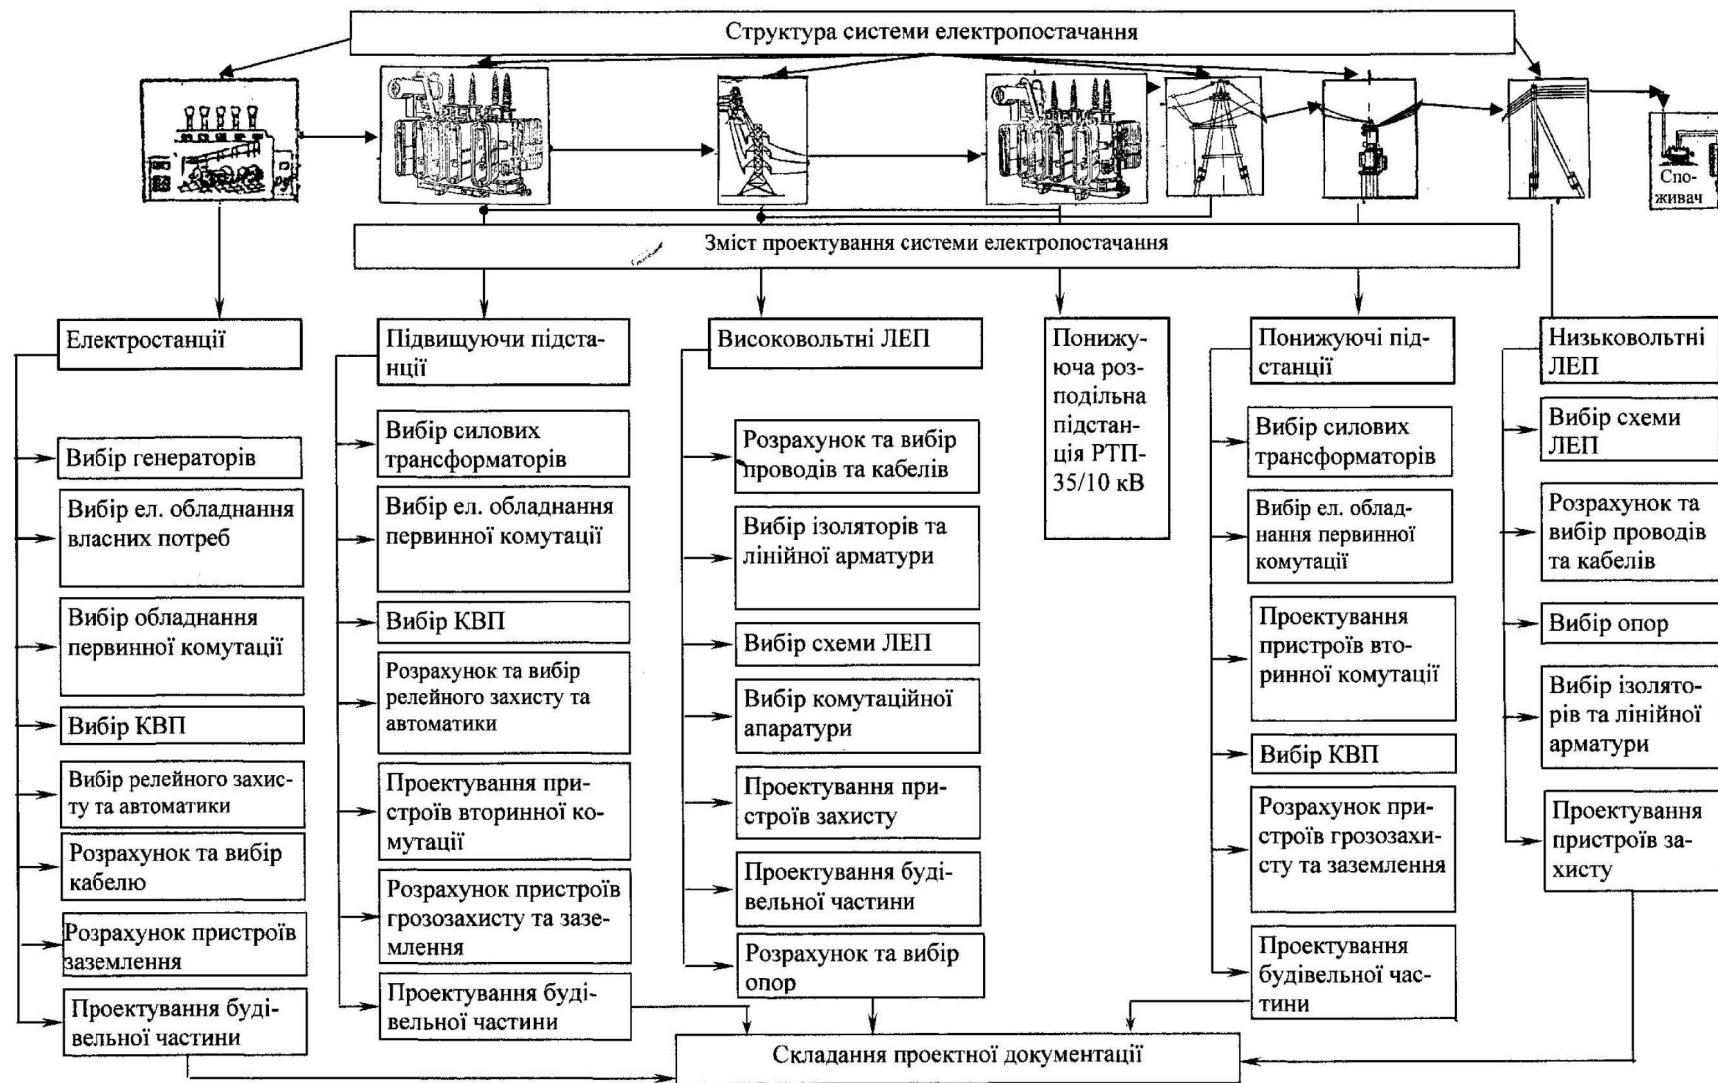 Структура системи електропостачання
Спо-
живач
Зміст проектування системи електропостачання
Електростанції
Вибір генераторів
Вибір ел. обладнання
власних потреб
Вибір обладнання
первинної комутації
Вибір КВП
Вибір релейного захис-
ту та автоматики
Розрахунок та вибір
кабелю
Розрахунок пристроїв
заземлення
Проектування буді-
вельної частини
Підвищуючи підста-
нції
Вибір силових
трансформаторів
Вибір ел. обладнання
первинної комутації
Вибір КВП
Розрахунок та вибір
релейного захисту та
автоматики
Проектування при-
строїв вторинної ко-
мутації
Розрахунок пристроїв
грозозахисту та зазе-
млення
Проектування буді-
вельної частини
Високовольтні ЛЕП
Розрахунок та вибір
проводів та кабелів
Вибір ізоляторів та
лінійної арматури
Вибір схеми ЛЕП
Вибір комутаційної
апаратури
Проектування при-
строїв захисту
Проектування буді-
вельної частини
Розрахунок та вибір
опор
Понижу-
юча роз-
подільна
підстан-
ція РТП-
35/10 кВ
Понижуючі під-
станції
Вибір силових
трансформаторів
Вибір ел. облад-
нання первинної
комутації
Проектування
пристроїв вто-
ринної комутації
Вибір КВП
Розрахунок при-
строїв грозозахи-
сту та заземлення
Проектування
будівельної час-
тини
Низьковольтні
ЛЕП
Вибір схеми
ЛЕП
Розрахунок та
вибір проводів
та кабелів
Вибір опор
Вибір ізолято-
рів та лінійної
арматури
Проектування
пристроїв за-
хисту
Складання проектної документації